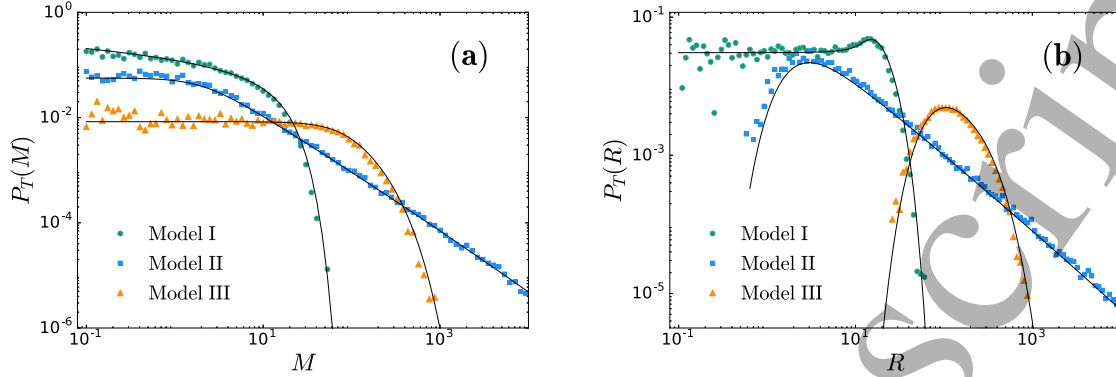 (a)
10^0
10^-2
10^-4
10^-6
P_T(M)
Model I
Model II
Model III
10^-1
10^1
10^3
M
(b)
10^-1
10^-3
10^-5
P_T(R)
Model I
Model II
Model III
10^-1
10^1
10^3
R
scrip